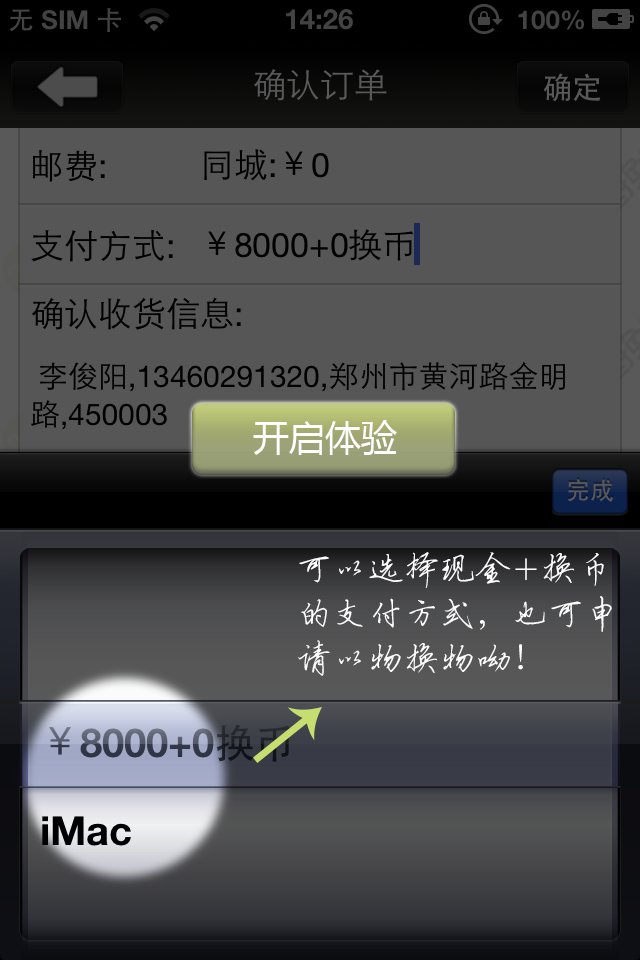 无 SIM 卡
14:26
100%
确认订单
确定
邮费:
同城:￥0
支付方式:
￥8000+0换币
确认收货信息:
李俊阳,13460291320,郑州市黄河路金明
路,450003
开启体验
完成
可以选择现金+换币
的支付方式，也可申
请以物换物呦!
￥8000+0换币
iMac